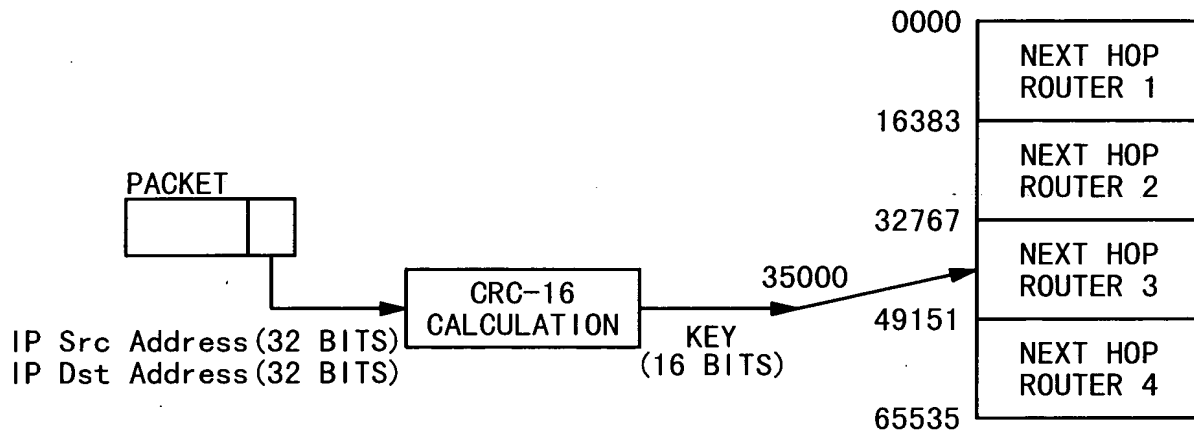 0000
NEXT HOP
ROUTER 1
16383
NEXT HOP
ROUTER 2
PACKET
32767
NEXT HOP
ROUTER 3
35000
CRC-16
CALCULATION
49151
KEY
(16 BITS)
IP Src Address(32 BITS)
IP Dst Address(32 BITS)
NEXT HOP
ROUTER 4
65535